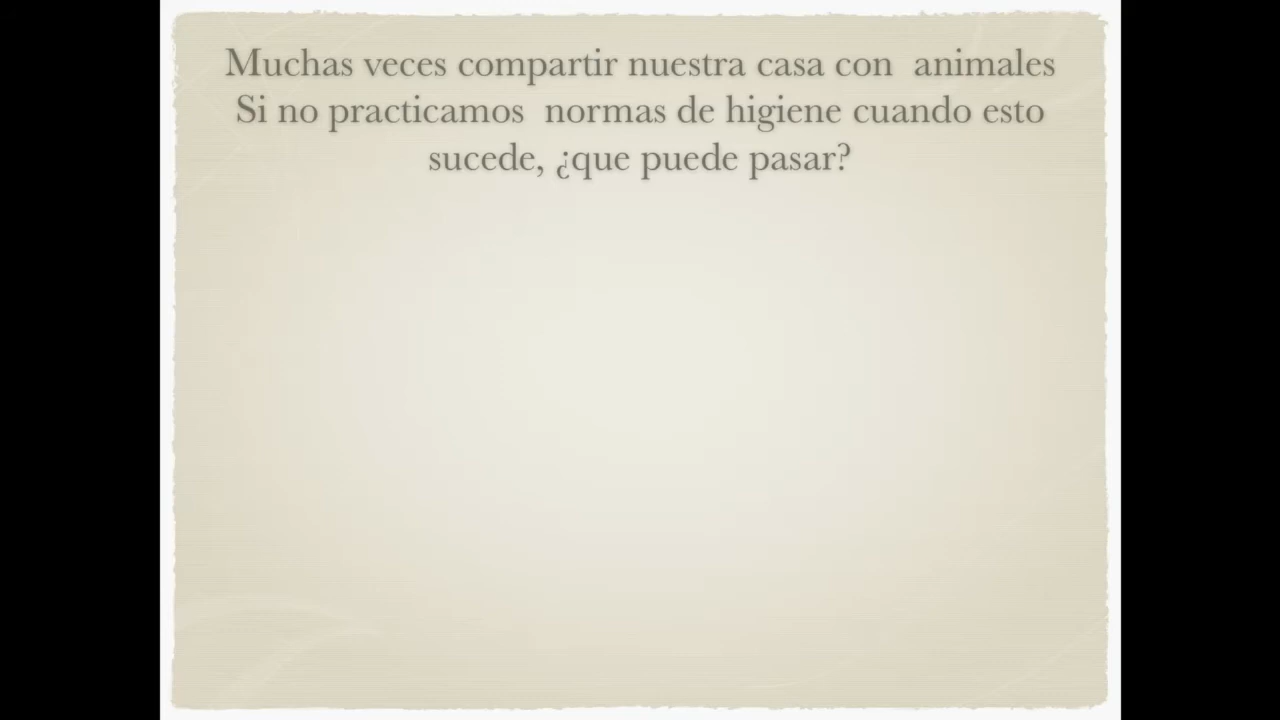 Muchas veces compartir nuestra casa con  animales
Si no practicamos  normas de higiene cuando esto
sucede, ¿que puede pasar?